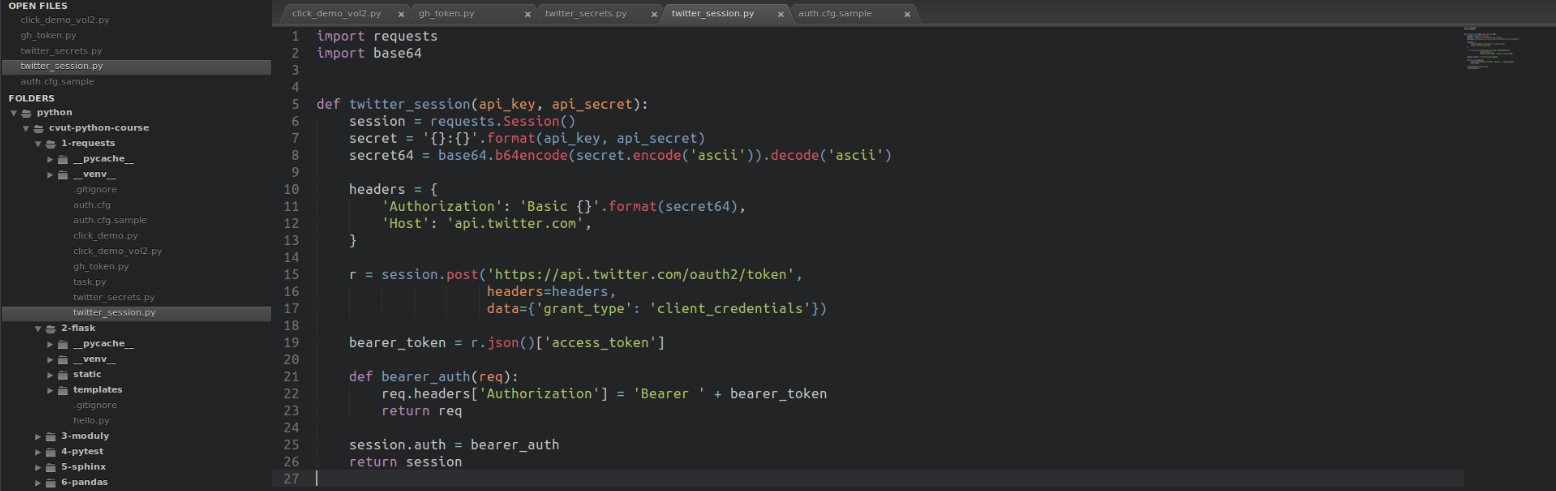 OPEN FILES
click_demo_vol2.py
gh_token.py
twitter_secrets.py
twitter_session.py
auth.cfg.sample
FOLDERS
python
cvut-python-course
1-requests
__pycache__
__venv__
.gitignore
auth.cfg
auth.cfg.sample
click_demo.py
click_demo_vol2.py
gh_token.py
task.py
twitter_secrets.py
twitter_session.py
2-flask
__pycache__
__venv__
static
templates
.gitignore
hello.py
3-moduly
4-pytest
5-sphinx
6-pandas
click_demo_vol2.py × gh_token.py × twitter_secrets.py × twitter_session.py × auth.cfg.sample ×
1 import requests
2 import base64
3
4
5 def twitter_session(api_key, api_secret):
6     session = requests.Session()
7     secret = '{}:{}'.format(api_key, api_secret)
8     secret64 = base64.b64encode(secret.encode('ascii')).decode('ascii')
9
10     headers = {
11         'Authorization': 'Basic {}'.format(secret64),
12         'Host': 'api.twitter.com',
13     }
14
15     r = session.post('https://api.twitter.com/oauth2/token',
16                      headers=headers,
17                      data={'grant_type': 'client_credentials'})
18
19     bearer_token = r.json()['access_token']
20
21     def bearer_auth(req):
22         req.headers['Authorization'] = 'Bearer ' + bearer_token
23         return req
24
25     session.auth = bearer_auth
26     return session
27